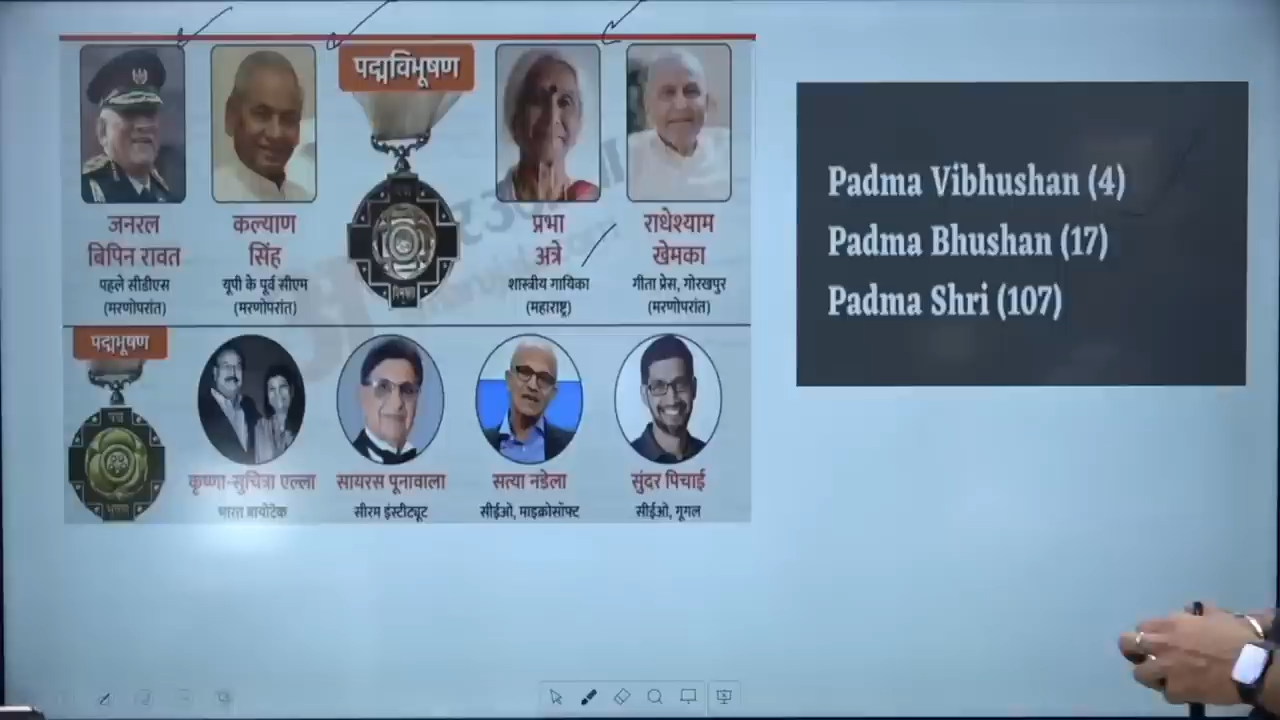 पद्मविभूषण
जनरल
बिपिन रावत
पहले सीडीएस
(मरणोपरांत)
कल्याण
सिंह
यूपी के पूर्व सीएम
(मरणोपरांत)
प्रभा
अत्रे
शास्त्रीय गायिका
(महाराष्ट्र)
राधेश्याम
खेमका
गीता प्रेस, गोरखपुर
(मरणोपरांत)
पद्मभूषण
कृष्णा-सुचित्रा एल्ला
भारत बायोटेक
सायरस पूनावाला
सीरम इंस्टीट्यूट
सत्या नडेला
सीईओ, माइक्रोसॉफ्ट
सुंदर पिचाई
सीईओ, गूगल
Padma Vibhushan (4)
Padma Bhushan (17)
Padma Shri (107)